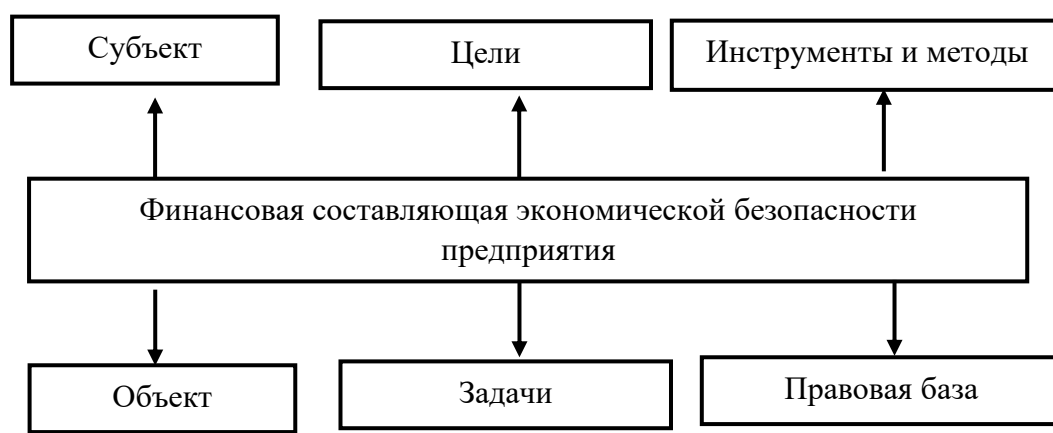 Субъект
Цели
Инструменты и методы
Финансовая составляющая экономической безопасности
предприятия
Объект
Задачи
Правовая база